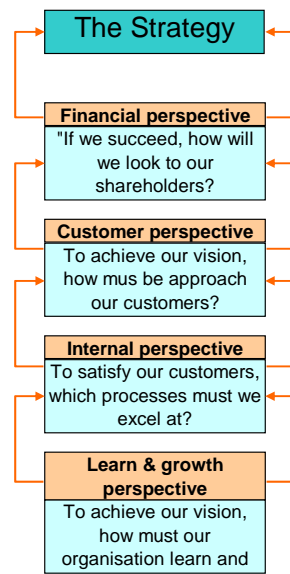 The Strategy
Financial perspective
"If we succeed, how will
we look to our
shareholders?
Customer perspective
To achieve our vision,
how mus be approach
our customers?
Internal perspective
To satisfy our customers,
which processes must we
excel at?
Learn & growth
perspective
To achieve our vision,
how must our
organisation learn and